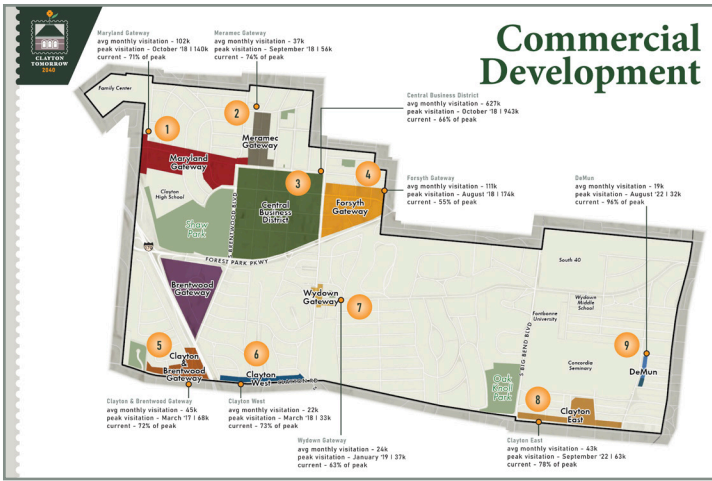 CLAYTON
TOMORROW
2040
Commercial
Development
Maryland Gateway
avg monthly visitation - 102k
peak visitation - October '18 | 140k
current - 71% of peak
Meramec Gateway
avg monthly visitation - 37k
peak visitation - September '18 | 56k
current - 74% of peak
Central Business District
avg monthly visitation - 627k
peak visitation - October '18 | 943k
current - 66% of peak
Forsyth Gateway
avg monthly visitation - 111k
peak visitation - August '18 | 174k
current - 55% of peak
DeMun
avg monthly visitation - 19k
peak visitation - August '22 | 32k
current - 96% of peak
Family Center
1
2
3
4
Maryland
Gateway
Meramec
Gateway
Clayton
High School
Shaw
Park
S BRENTWOOD BLVD
Central
Business
District
Forsyth
Gateway
FOREST PARK PKWY
170
Brentwood
Gateway
Wydown
Gateway
7
South 40
Wydown
Middle
School
Fontbonne
University
S BIG BEND BLVD
Concordia
Seminary
9
DeMun
5
6
Clayton
&
Brentwood
Gateway
Clayton
West
CLAYTON RD
Oak
Knoll
Park
8
Clayton
East
Clayton & Brentwood Gateway
avg monthly visitation - 45k
peak visitation - March '17 | 68k
current - 72% of peak
Clayton West
avg monthly visitation - 22k
peak visitation - March '18 | 33k
current - 73% of peak
Wydown Gateway
avg monthly visitation - 24k
peak visitation - January '19 | 37k
current - 63% of peak
Clayton East
avg monthly visitation - 43k
peak visitation - September '22 | 63k
current - 78% of peak